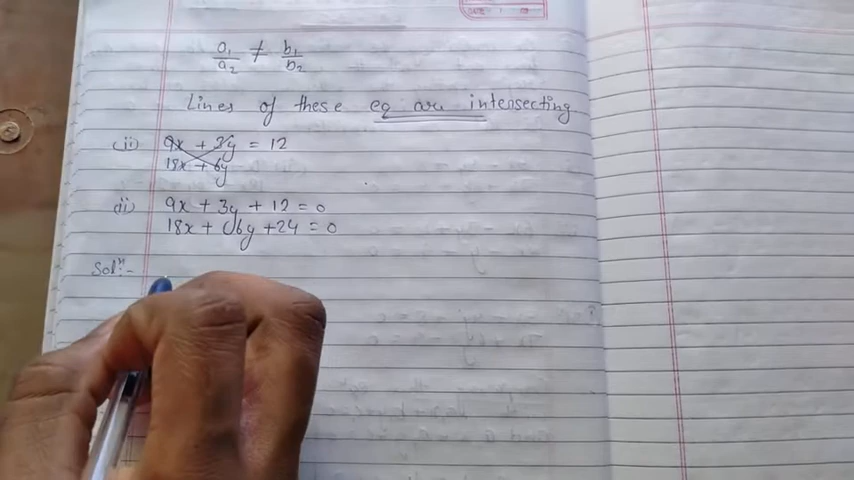 a₁/a₂ ≠ b₁/b₂
Lines of these eq are intersecting
(ii) 9x + 3y = 12
18x + 6y
(ii) 9x + 3y + 12 = 0
18x + 6y + 24 = 0
Solⁿ:-